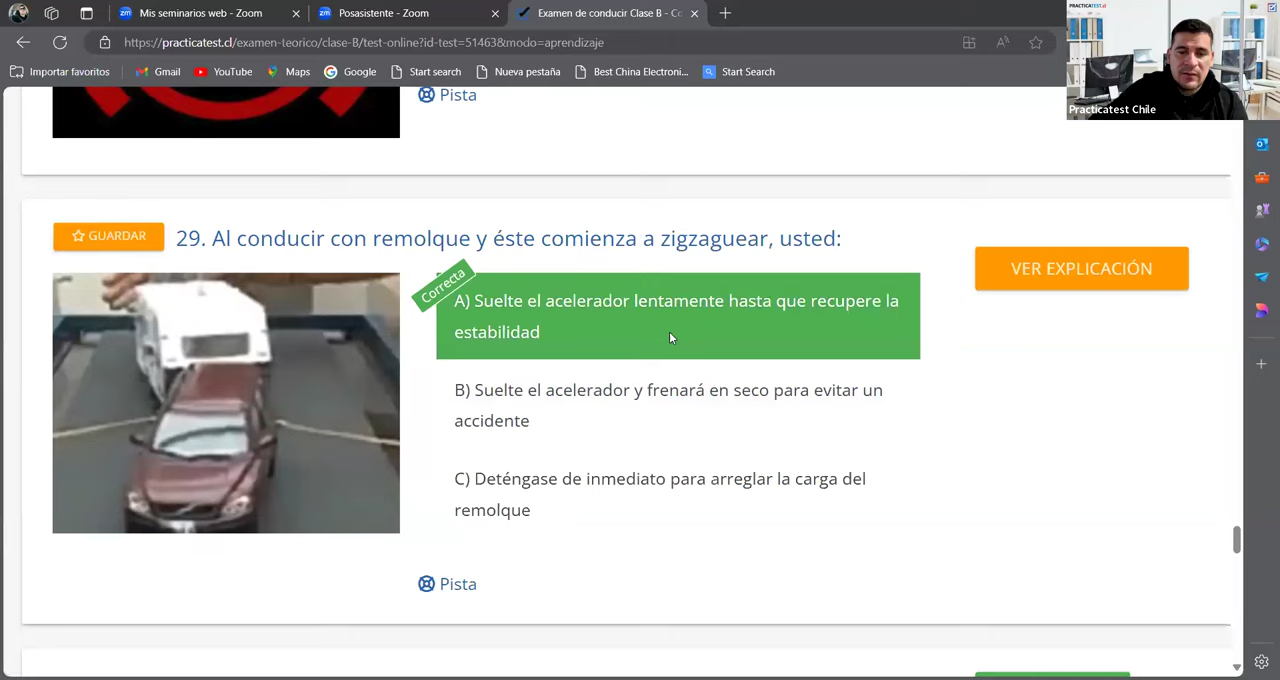 Mis seminarios web - Zoom
Posasistente - Zoom
Examen de conducir Clase B - Co
https://practicatest.cl/examen-teorico/clase-B/test-online?id-test=51463&modo=aprendizaje
Importar favoritos
Gmail
YouTube
Maps
Google
Start search
Nueva pestaña
Best China Electroni...
Start Search
PRACTICATEST.cl
Practicatest Chile
Pista
GUARDAR
29. Al conducir con remolque y éste comienza a zigzaguear, usted:
VER EXPLICACIÓN
Correcta
A) Suelte el acelerador lentamente hasta que recupere la
estabilidad
B) Suelte el acelerador y frenará en seco para evitar un
accidente
C) Deténgase de inmediato para arreglar la carga del
remolque
Pista